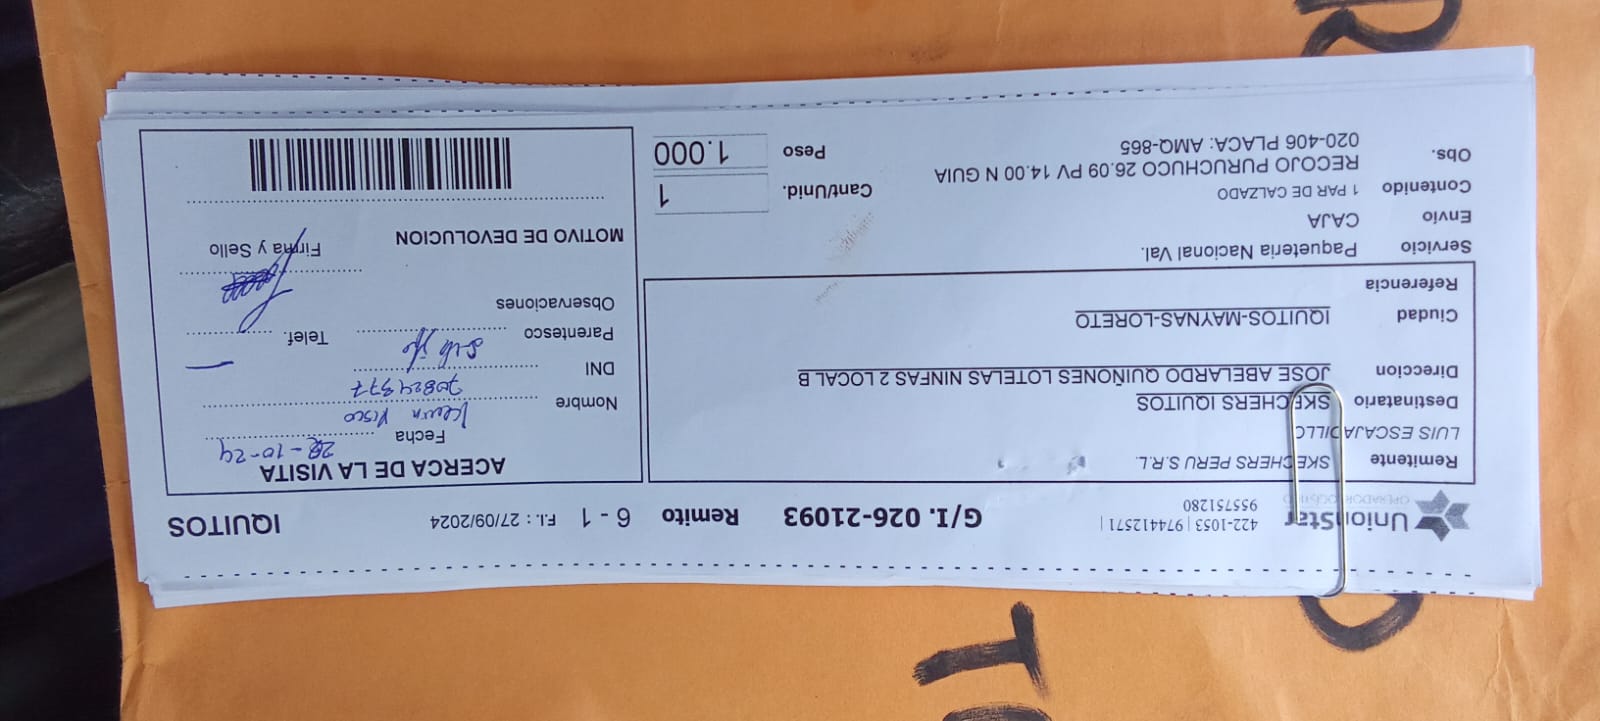 UnionStar
OPERADOR LOGISTICO
422-1053 | 974412571 |
955751280
G/I. 026-21093
Remito 6 - 1 F.I.: 27/09/2024
IQUITOS
Remitente SKECHERS PERU S.R.L.
LUIS ESCAJADILLO
Destinatario SKECHERS IQUITOS
Direccion JOSE ABELARDO QUIÑONES LOTELAS NINFAS 2 LOCAL B
Ciudad IQUITOS-MAYNAS-LORETO
Referencia
Servicio Paqueteria Nacional Val.
Envío CAJA
Contenido 1 PAR DE CALZADO
Obs. RECOJO PURUCHUCO 26.09 PV 14.00 N GUIA
020-406 PLACA: AMQ-865
Cant/Unid. 1
Peso 1.000
ACERCA DE LA VISITA
Fecha -10-24
Nombre Kevin
DNI 70824377
Parentesco
Telef.
Observaciones
Firma y Sello
MOTIVO DE DEVOLUCION